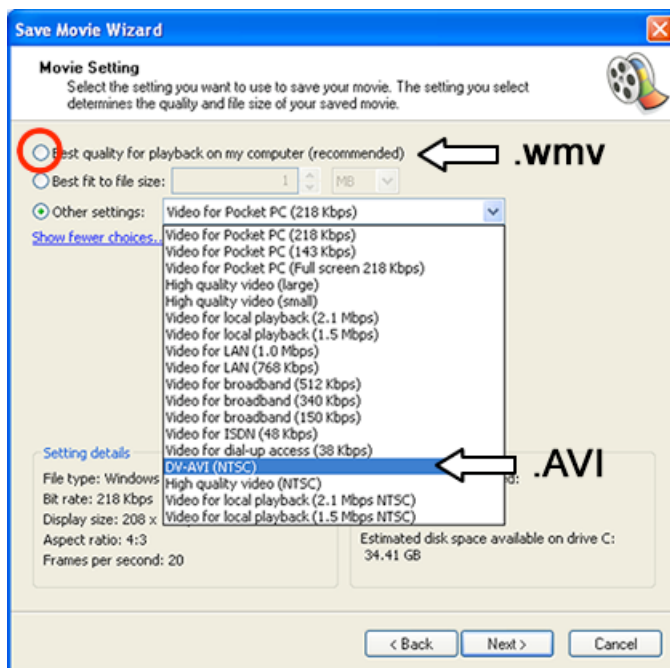 Save Movie Wizard
Movie Setting
Select the setting you want to use to save your movie. The setting you select
determines the quality and file size of your saved movie.
Best quality for playback on my computer (recommended)
.wmv
Best fit to file size:
1
MB
Other settings:
Video for Pocket PC (218 Kbps)
Show fewer choices..
Video for Pocket PC (218 Kbps)
Video for Pocket PC (143 Kbps)
Video for Pocket PC (Full screen 218 Kbps)
High quality video (large)
High quality video (small)
Video for local playback (2.1 Mbps)
Video for local playback (1.5 Mbps)
Video for LAN (1.0 Mbps)
Video for LAN (768 Kbps)
Video for broadband (512 Kbps)
Video for broadband (340 Kbps)
Video for broadband (150 Kbps)
Video for ISDN (48 Kbps)
Video for dial-up access (38 Kbps)
DV-AVI (NTSC)
.AVI
High quality video (NTSC)
Video for local playback (2.1 Mbps NTSC)
Video for local playback (1.5 Mbps NTSC)
Setting details
File type: Windows
Bit rate: 218 Kbps
Display size: 208 x
Aspect ratio: 4:3
Frames per second: 20
Estimated disk space available on drive C:
34.41 GB
< Back
Next >
Cancel